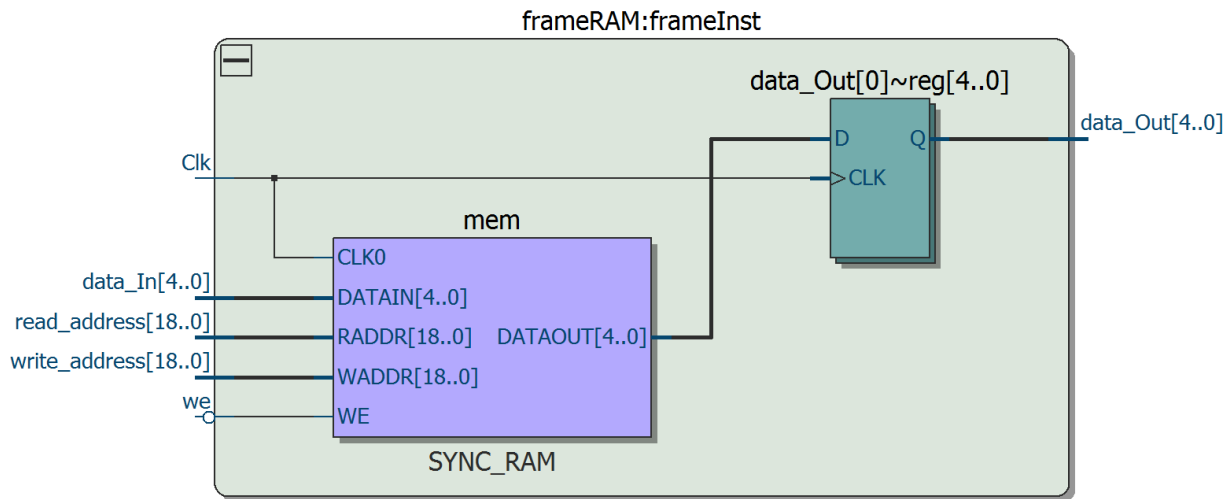 frameRAM:frameInst
data_Out[0]~reg[4..0]
D
Q
data_Out[4..0]
Clk
CLK
mem
CLK0
data_In[4..0]
DATAIN[4..0]
read_address[18..0]
RADDR[18..0]
DATAOUT[4..0]
write_address[18..0]
WADDR[18..0]
we
WE
SYNC_RAM